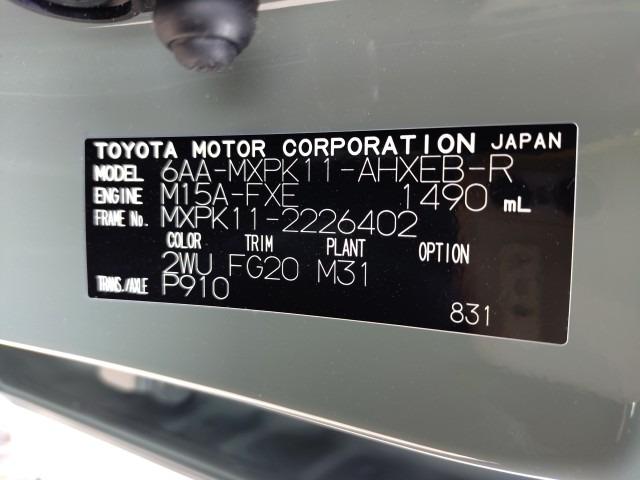 TOYOTA MOTOR CORPORATION JAPAN
MODEL 6AA-MXPK11-AHXEB-R
ENGINE M15A-FXE 1490 mL
FRAME No. MXPK11-2226402
COLOR TRIM PLANT OPTION
2WU FG20 M31
TRANS./AXLE P910
831